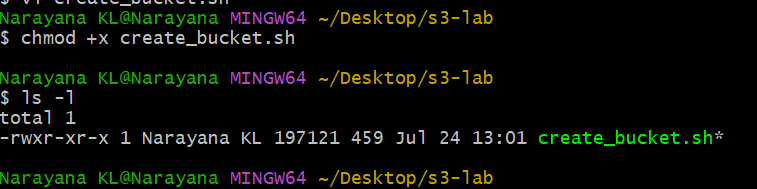 $ vi create_bucket.sh
Narayana KL@Narayana MINGW64 ~/Desktop/s3-lab
$ chmod +x create_bucket.sh
Narayana KL@Narayana MINGW64 ~/Desktop/s3-lab
$ ls -l
total 1
-rwxr-xr-x 1 Narayana KL 197121 459 Jul 24 13:01 create_bucket.sh*
Narayana KL@Narayana MINGW64 ~/Desktop/s3-lab